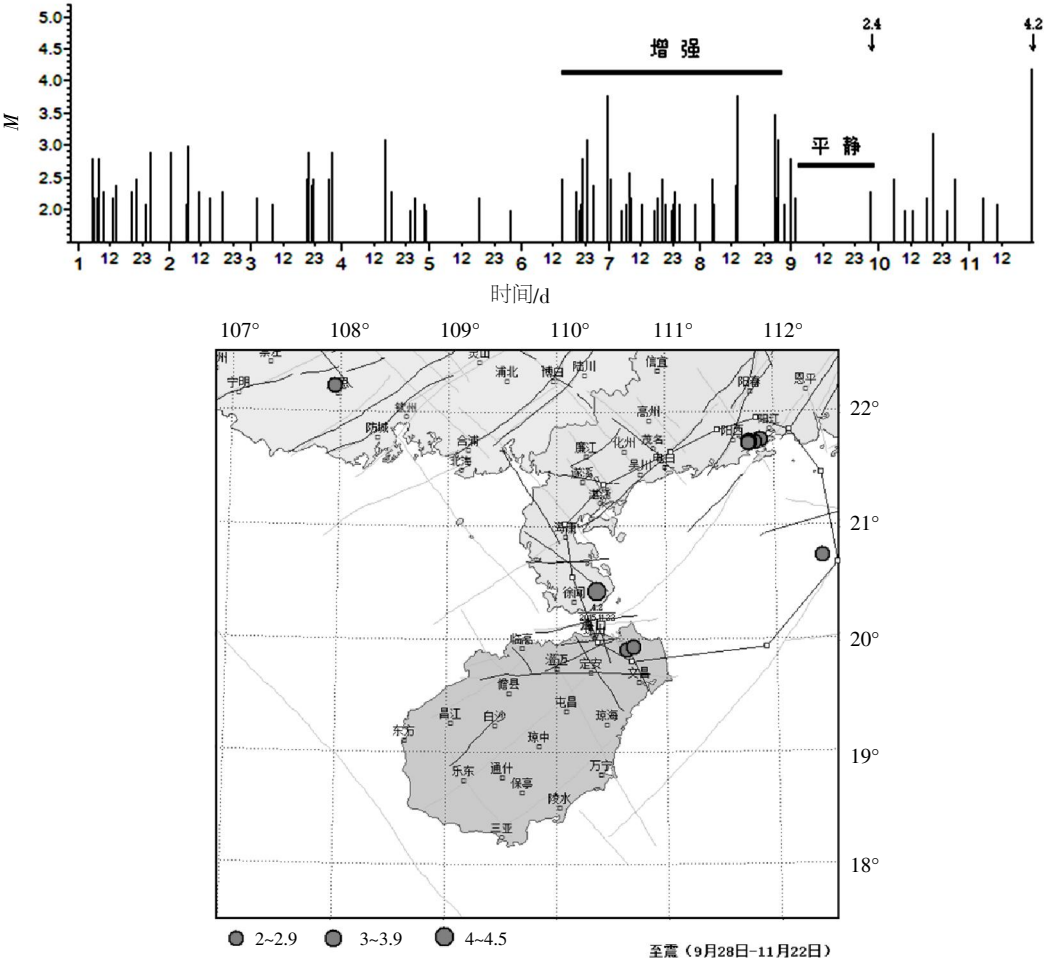 5.0
4.5
4.0
3.5
3.0
2.5
2.0
M
2.4
4.2
增 强
平 静
1 12 23 2 12 23 3 12 23 4 12 23 5 12 23 6 12 7 12 23 8 12 23 9 12 23 10 12 23 11 12
时间/d
107° 108° 109° 110° 111° 112°
22°
21°
20°
19°
18°
宁明
灵山
浦北
博白
陆川
信宜
阳春
恩平
钦州
防城
合浦
北海
高州
廉江
化州
茂名
电白
吴川
遂溪
湛江
阳西
阳江
海康
徐闻
4.2
临高
澄迈
定安
文昌
儋县
屯昌
琼海
昌江
白沙
东方
琼中
乐东
通什
保亭
万宁
陵水
三亚
2~2.9 3~3.9 4~4.5
至震（9月28日-11月22日）